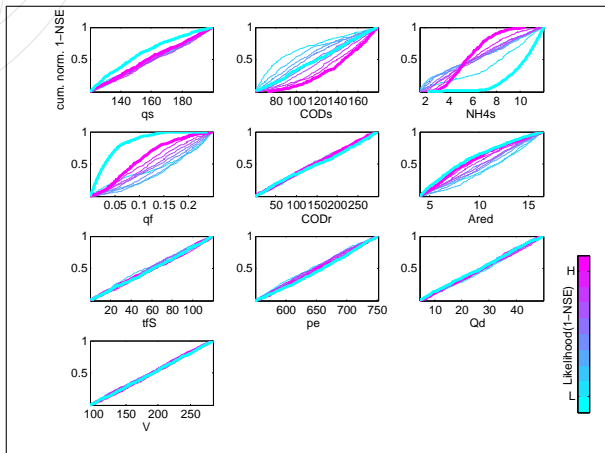 cum. norm. 1−NSE
1
0.5
140 160 180
qs
1
0.5
80 100 120 140 160
CODs
1
0.5
2 4 6 8 10
NH4s
1
0.5
0.05 0.1 0.15 0.2
qf
1
0.5
50 100 150 200 250
CODr
1
0.5
5 10 15
Ared
1
0.5
20 40 60 80 100
tfS
1
0.5
600 650 700 750
pe
1
0.5
10 20 30 40
Qd
1
0.5
100 150 200 250
V
H
L
Likelihood(1−NSE)